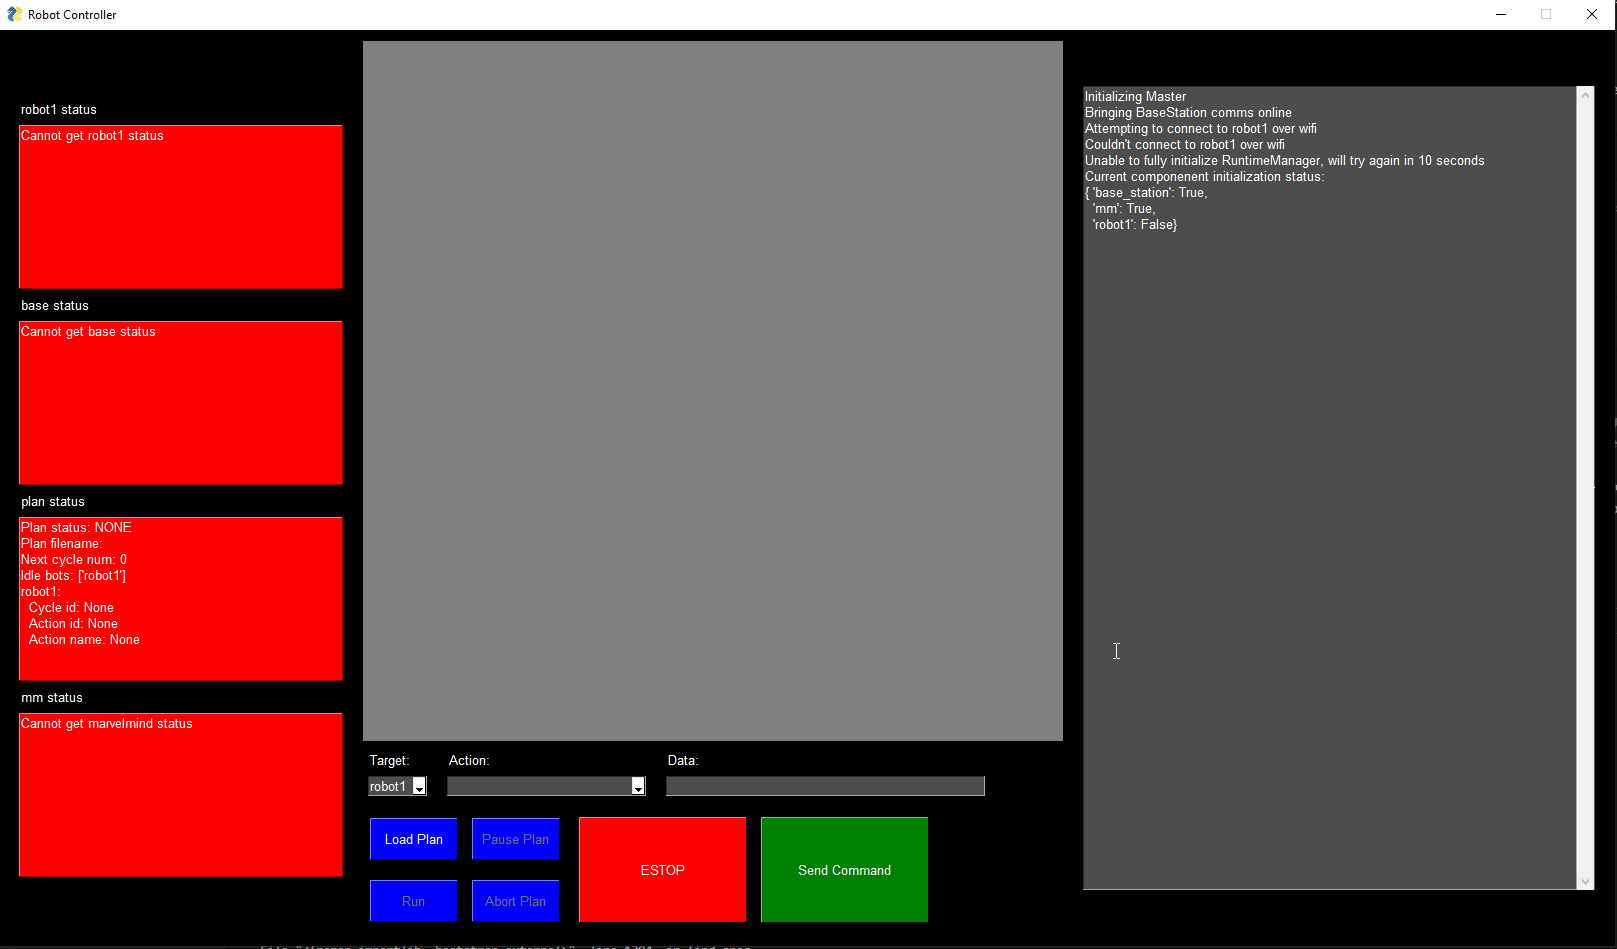 Robot Controller
robot1 status
Cannot get robot1 status
base status
Cannot get base status
plan status
Plan status: NONE
Plan filename:
Next cycle num: 0
Idle bots: ['robot1']
robot1:
Cycle id: None
Action id: None
Action name: None
mm status
Cannot get marvelmind status
Target:
Action:
Data:
robot1
Load Plan
Pause Plan
Run
Abort Plan
ESTOP
Send Command
Initializing Master
Bringing BaseStation comms online
Attempting to connect to robot1 over wifi
Couldn't connect to robot1 over wifi
Unable to fully initialize RuntimeManager, will try again in 10 seconds
Current componenent initialization status:
{ 'base_station': True,
'mm': True,
'robot1': False}